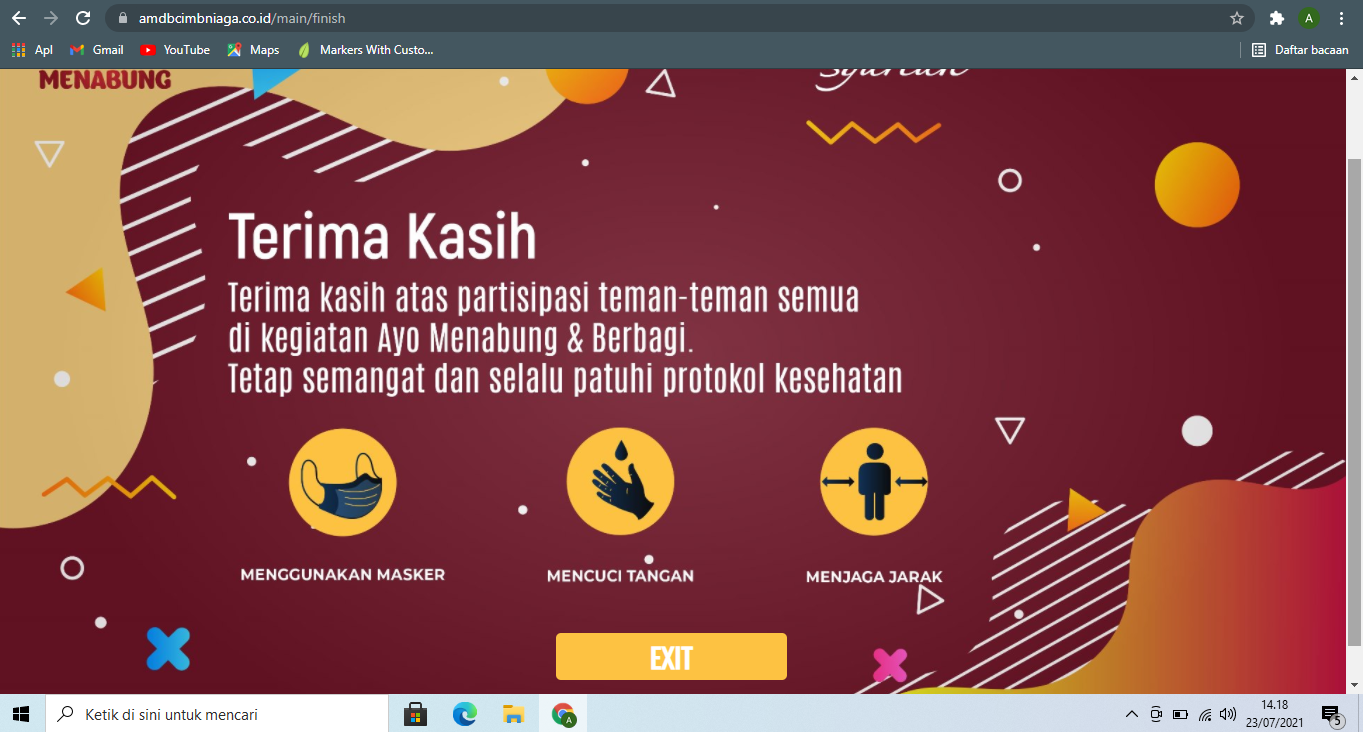 amdbcimbniaga.co.id/main/finish
A
Apl
Gmail
YouTube
Maps
Markers With Custo...
Daftar bacaan
MENABUNG
Syariah
Terima Kasih
Terima kasih atas partisipasi teman-teman semua
di kegiatan Ayo Menabung & Berbagi.
Tetap semangat dan selalu patuhi protokol kesehatan
MENGGUNAKAN MASKER
MENCUCI TANGAN
MENJAGA JARAK
EXIT
Ketik di sini untuk mencari
A
14.18
23/07/2021
5